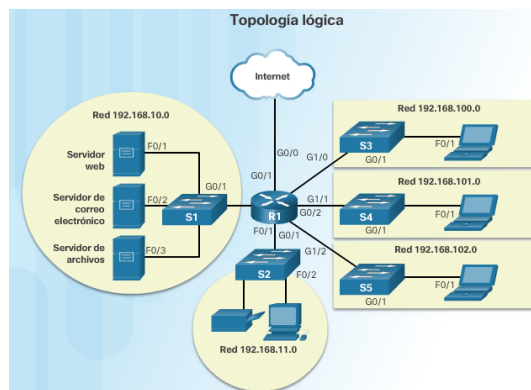 Topología lógica
Internet
Red 192.168.10.0
Servidor
web
F0/1
Servidor de
correo
electrónico
F0/2
Servidor de
archivos
F0/3
G0/1
S1
G0/0
G0/1
G1/0
G1/1
G0/2
R1
F0/1
G0/1
G1/2
S2
F0/2
Red 192.168.11.0
Red 192.168.100.0
S3
G0/1
F0/1
Red 192.168.101.0
S4
G0/1
F0/1
Red 192.168.102.0
S5
G0/1
F0/1